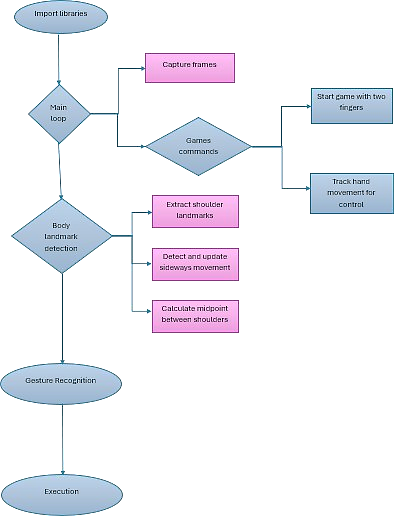 Import libraries
Capture frames
Start game with two
fingers
Main
loop
Games
commands
Track hand
movement for
control
Extract shoulder
landmarks
Body
landmark
detection
Detect and update
sideways movement
Calculate midpoint
between shoulders
Gesture Recognition
Execution